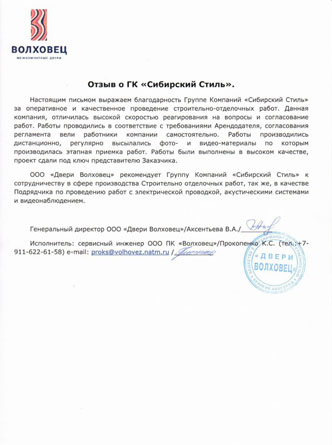 ВОЛХОВЕЦ
МЕЖКОМНАТНЫЕ ДВЕРИ
Отзыв о ГК «Сибирский Стиль».
Настоящим письмом выражаем благодарность Группе Компаний «Сибирский Стиль»
за оперативное и качественное проведение строительно-отделочных работ. Данная
компания, отличилась высокой скоростью реагирования на вопросы и согласование
работ. Работы проводились в соответствие с требованиями Арендодателя, согласования
регламента вели работники компании самостоятельно. Работы производились
дистанционно, регулярно высылались фото- и видео-материалы по которым
производилась этапная приемка работ. Работы были выполнены в высоком качестве,
проект сдали под ключ представителю Заказчика.
ООО «Двери Волховец» рекомендует Группу Компаний «Сибирский Стиль» к
сотрудничеству в сфере производства Строительно отделочных работ, так же, в качестве
Подрядчика по проведению работ с электрической проводкой, акустическими системами
и видеонаблюдением.
Генеральный директор ООО «Двери Волховец»/Аксентьева В.А./
Исполнитель: сервисный инженер ООО ПК «Волховец»/Прокопенко К.С. (тел.:+7-
911-622-61-58) e-mail: proks@volhovez.natm.ru /
«ДВЕРИ
ВОЛХОВЕЦ»